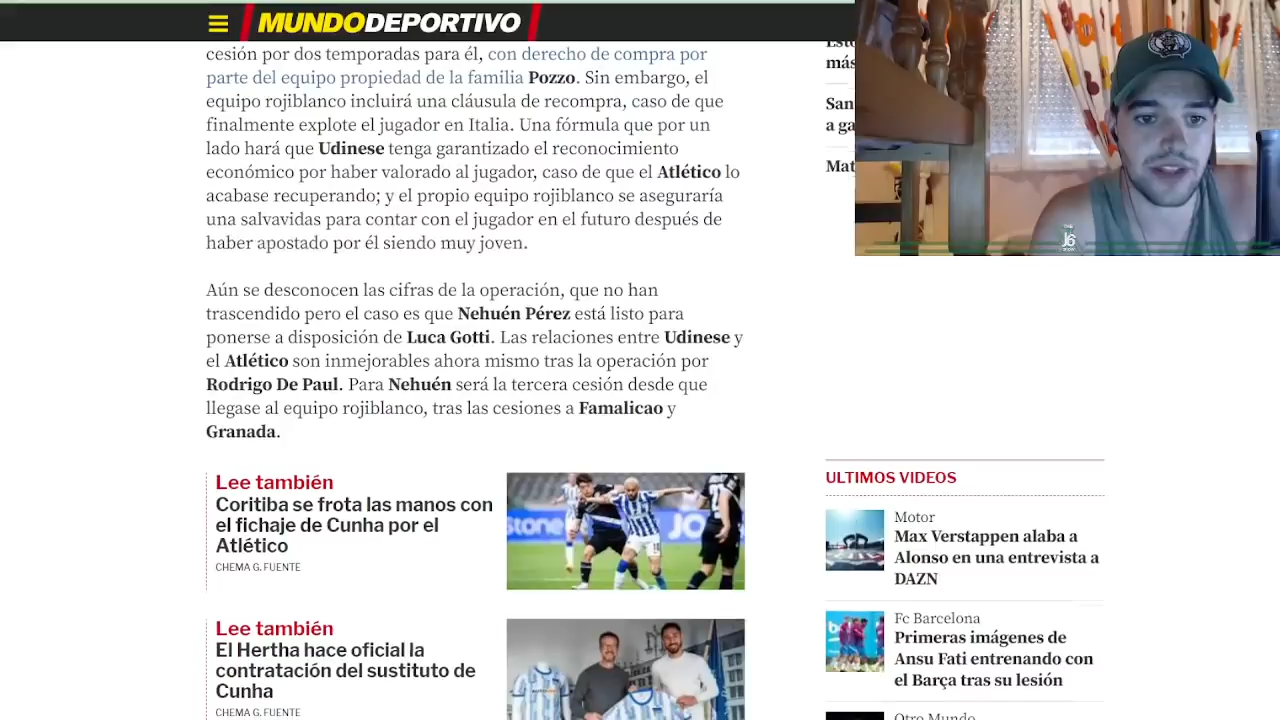 MUNDODEPORTIVO
cesión por dos temporadas para él, con derecho de compra por
parte del equipo propiedad de la familia Pozzo. Sin embargo, el
equipo rojiblanco incluirá una cláusula de recompra, caso de que
finalmente explote el jugador en Italia. Una fórmula que por un
lado hará que Udinese tenga garantizado el reconocimiento
económico por haber valorado al jugador, caso de que el Atlético lo
acabase recuperando; y el propio equipo rojiblanco se aseguraría
una salvavidas para contar con el jugador en el futuro después de
haber apostado por él siendo muy joven.
Aún se desconocen las cifras de la operación, que no han
trascendido pero el caso es que Nehuén Pérez está listo para
ponerse a disposición de Luca Gotti. Las relaciones entre Udinese y
el Atlético son inmejorables ahora mismo tras la operación por
Rodrigo De Paul. Para Nehuén será la tercera cesión desde que
llegase al equipo rojiblanco, tras las cesiones a Famalicao y
Granada.
Lee también
Coritiba se frota las manos con
el fichaje de Cunha por el
Atlético
CHEMA G. FUENTE
Lee también
El Hertha hace oficial la
contratación del sustituto de
Cunha
CHEMA G. FUENTE
más
San
a ga
Mat
J6
ULTIMOS VIDEOS
Motor
Max Verstappen alaba a
Alonso en una entrevista a
DAZN
Fc Barcelona
Primeras imágenes de
Ansu Fati entrenando con
el Barça tras su lesión
Otro Mundo